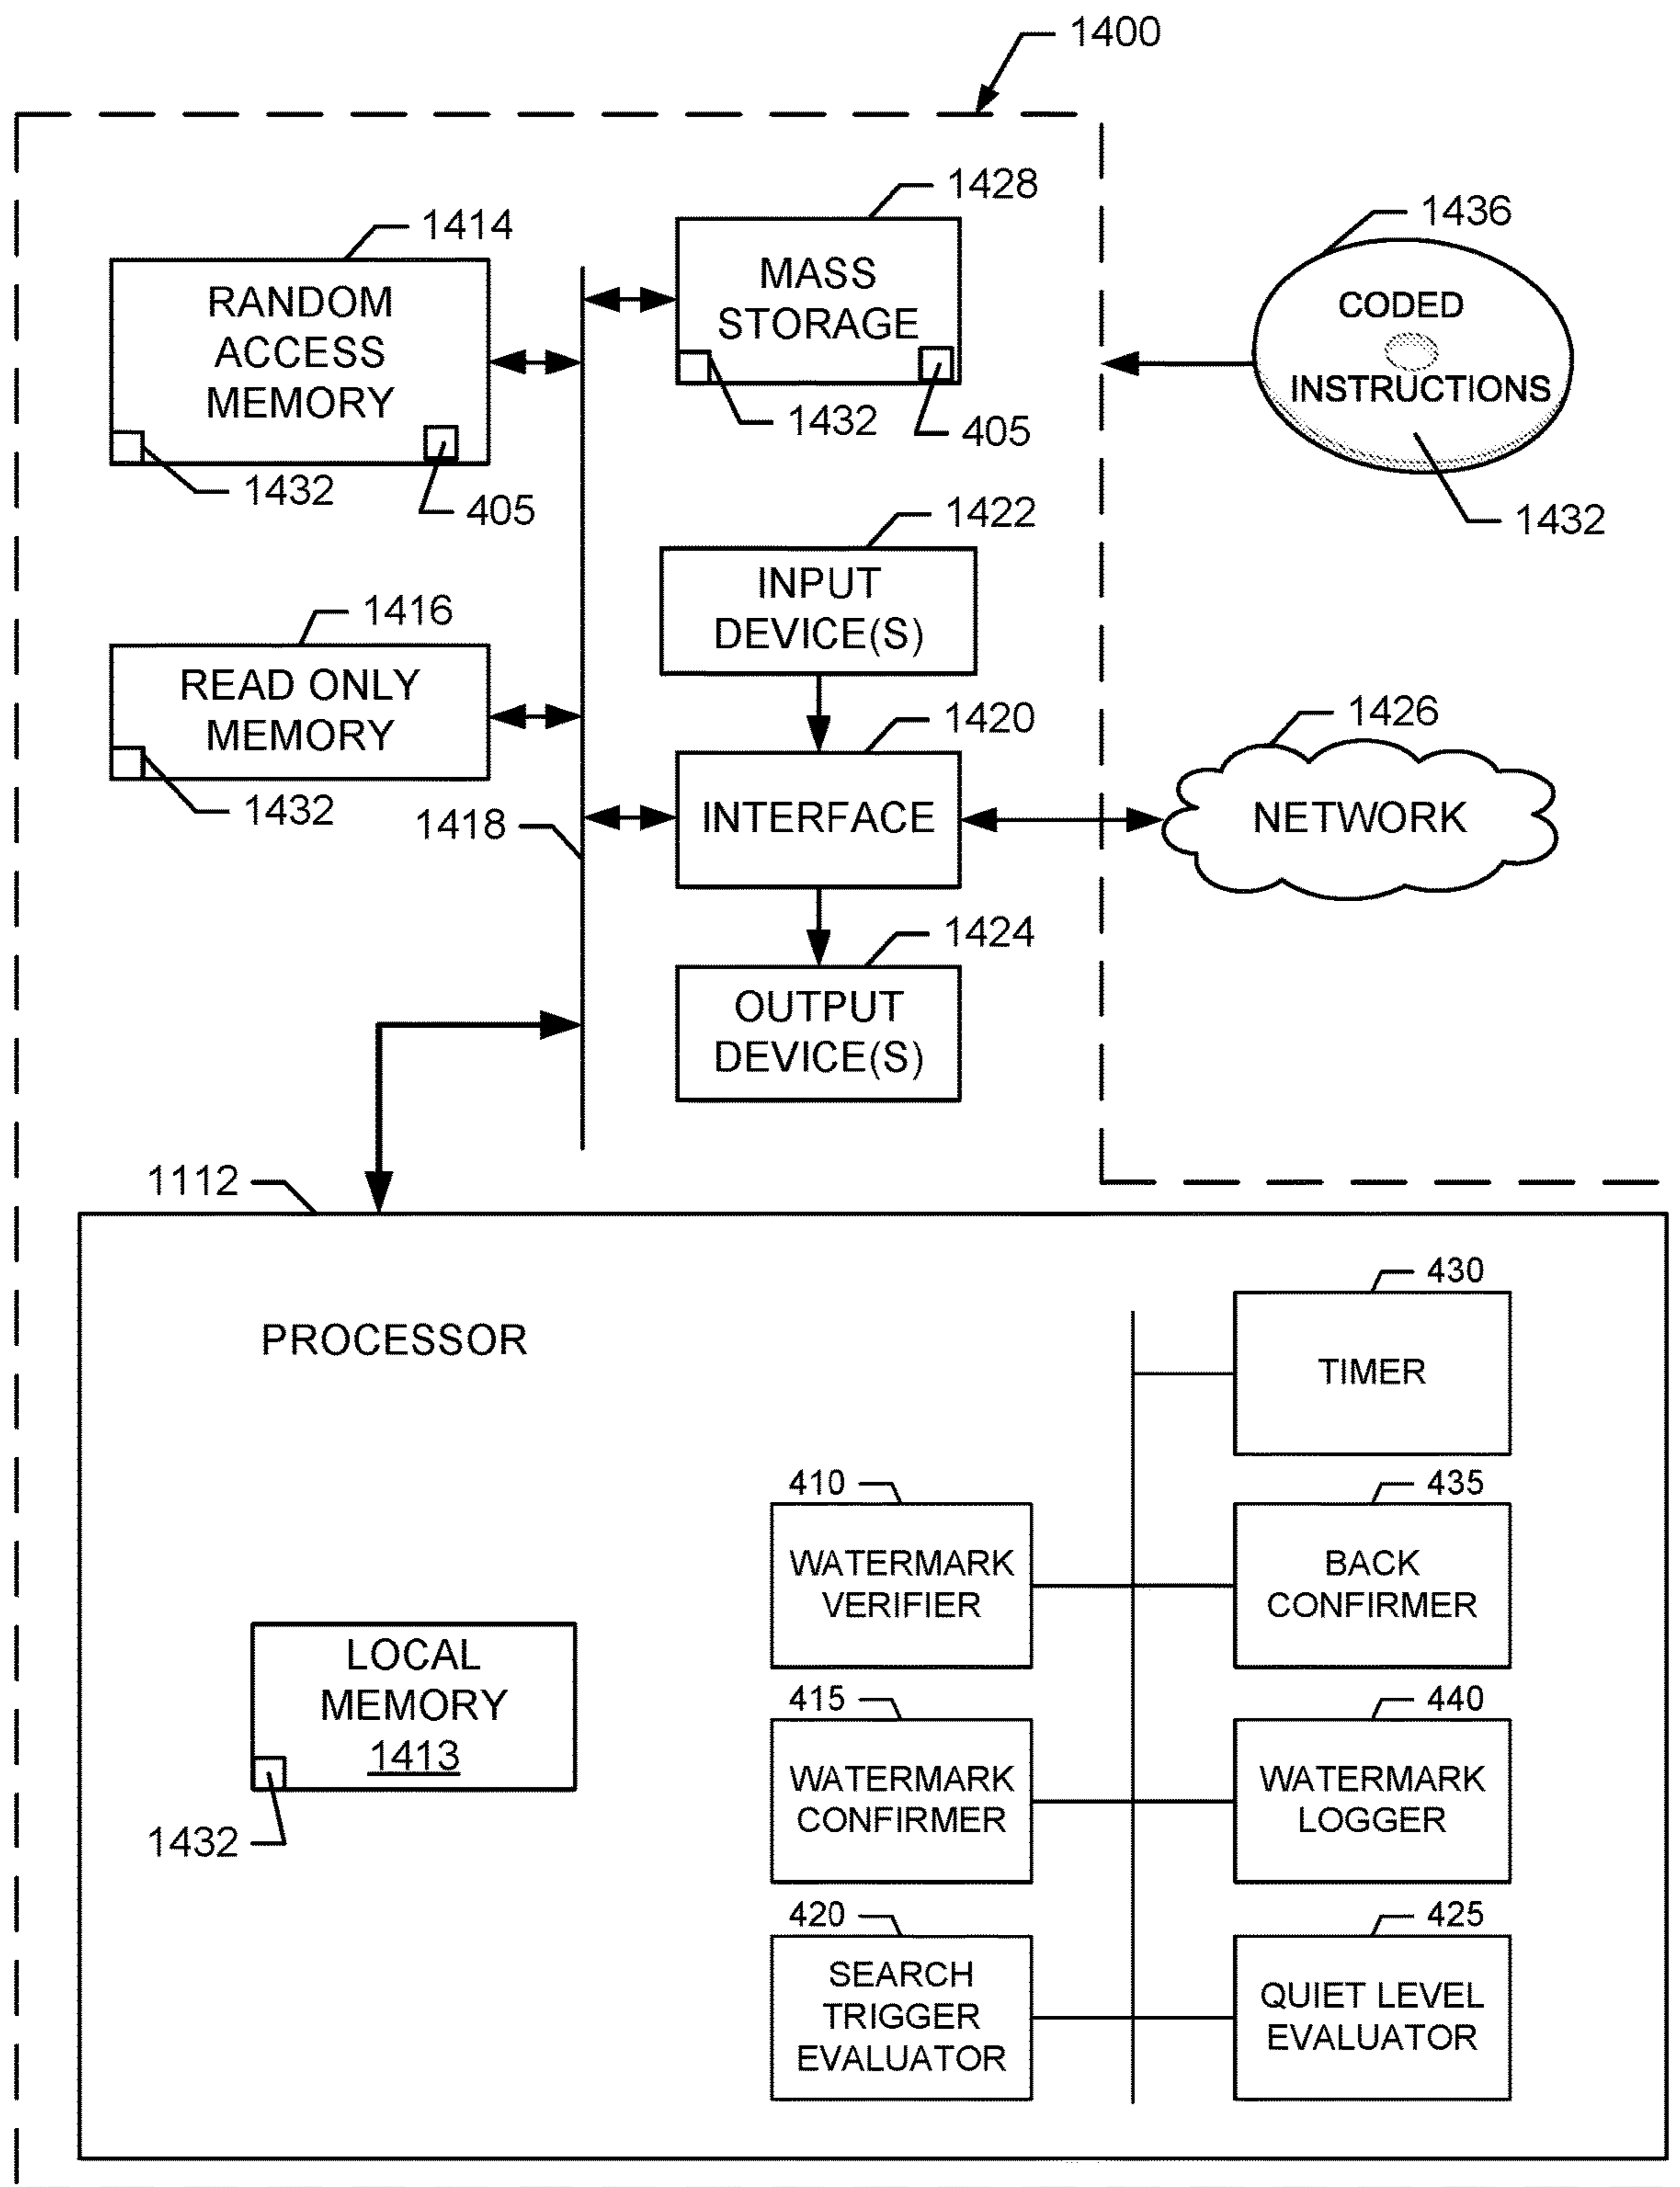 1400
1428
1436
1414
MASS
STORAGE
CODED
INSTRUCTIONS
RANDOM
ACCESS
MEMORY
1432
405
1432
405
1432
1422
INPUT
DEVICE(S)
1416
READ ONLY
MEMORY
1420
1426
1432
1418
INTERFACE
NETWORK
1424
OUTPUT
DEVICE(S)
1112
PROCESSOR
430
TIMER
410
435
WATERMARK
VERIFIER
BACK
CONFIRMER
LOCAL
MEMORY
1413
1432
415
440
WATERMARK
CONFIRMER
WATERMARK
LOGGER
420
425
SEARCH
TRIGGER
EVALUATOR
QUIET LEVEL
EVALUATOR